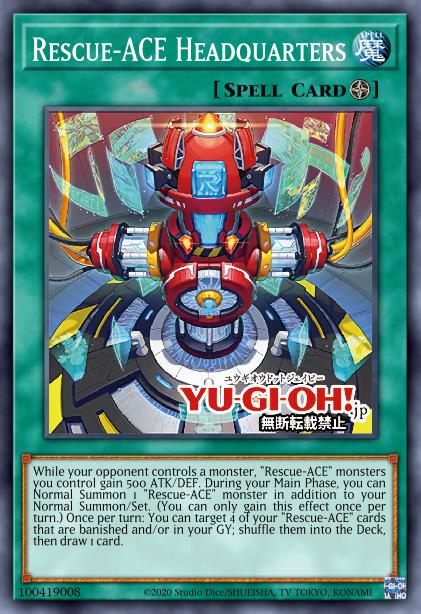 Rescue-ACE Headquarters
SPELL
魔
[Spell Card]
ユウギオウドットジェイピー
YU-GI-OH!.jp
無断転載禁止
While your opponent controls a monster, "Rescue-ACE" monsters
you control gain 500 ATK/DEF. During your Main Phase, you can
Normal Summon 1 "Rescue-ACE" monster in addition to your
Normal Summon/Set. (You can only gain this effect once per
turn.) Once per turn: You can target 4 of your "Rescue-ACE" cards
that are banished and/or in your GY; shuffle them into the Deck,
then draw 1 card.
100419008
©2020 Studio Dice/SHUEISHA, TV TOKYO, KONAMI